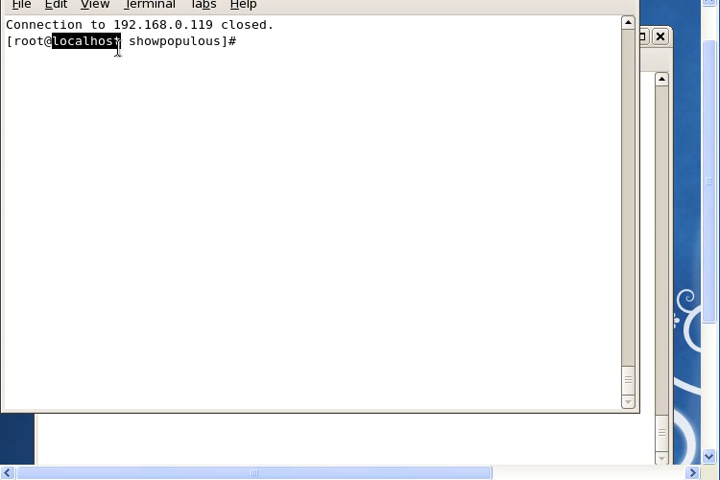 File Edit View Terminal Tabs Help
Connection to 192.168.0.119 closed.
[root@localhost showpopulous]#